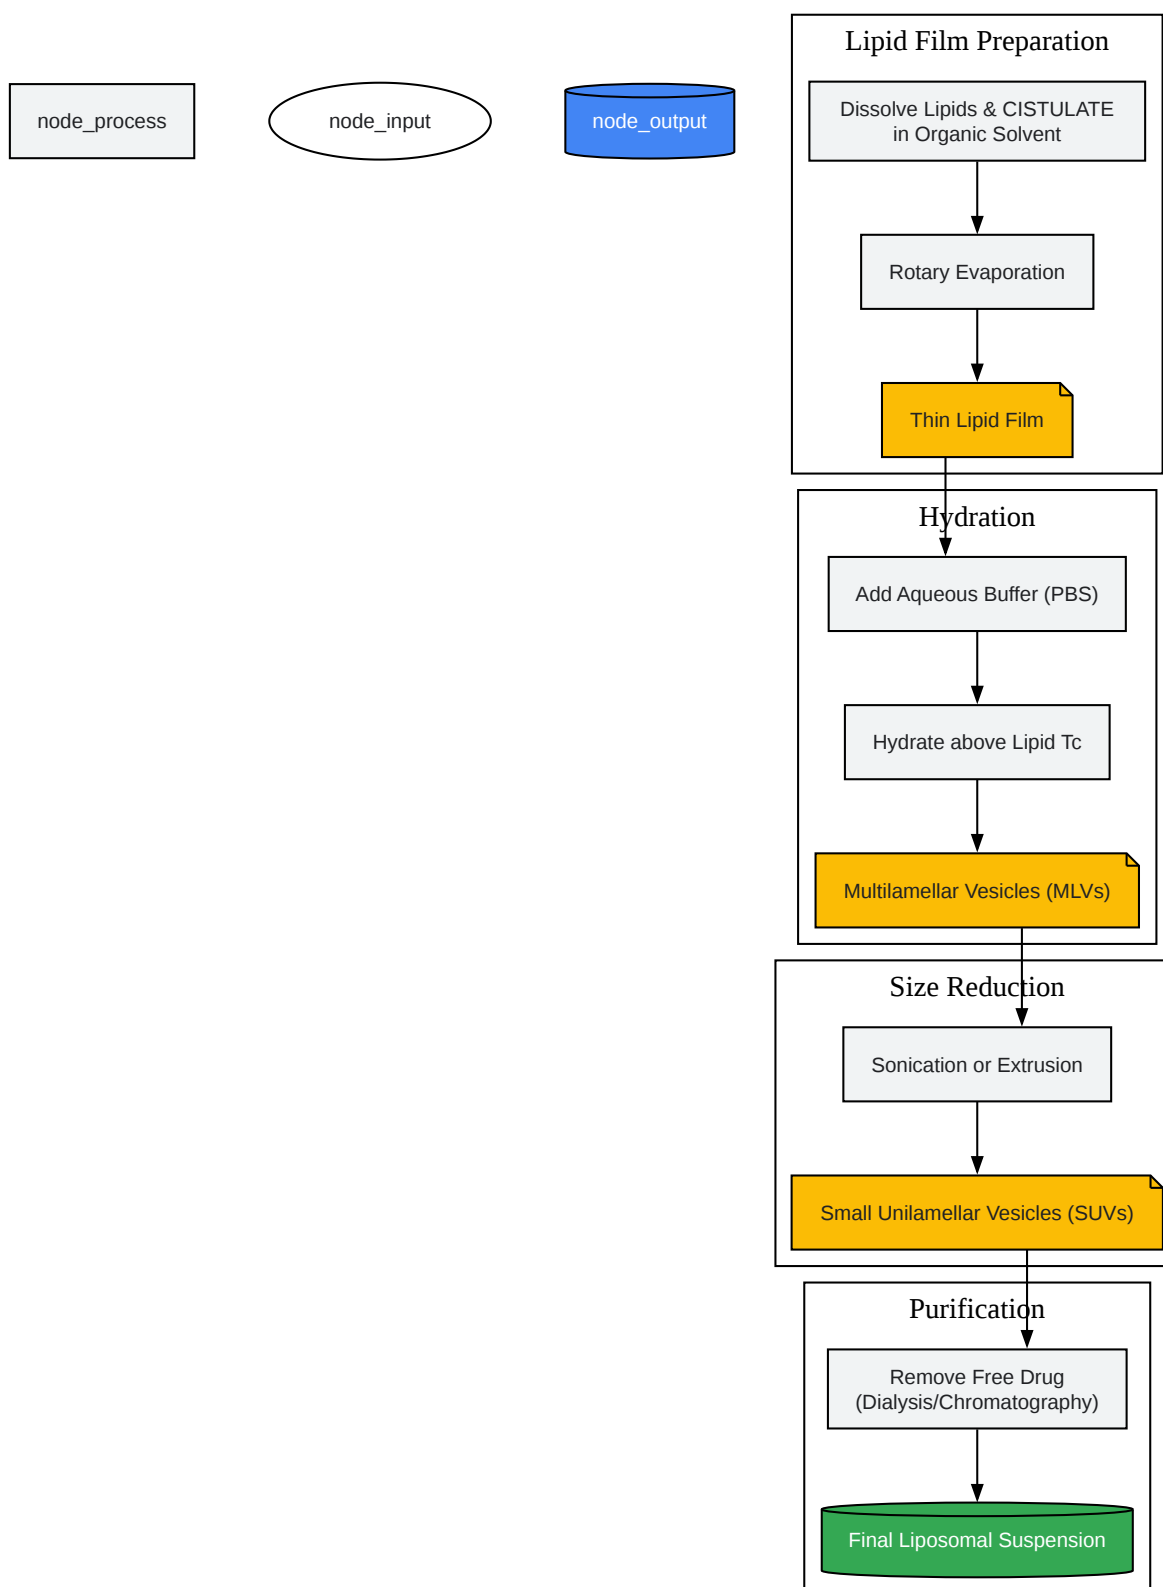 node_process
node_input
node_output
Lipid Film Preparation
Dissolve Lipids & CISTULATE
in Organic Solvent
Rotary Evaporation
Thin Lipid Film
Hydration
Add Aqueous Buffer (PBS)
Hydrate above Lipid Tc
Multilamellar Vesicles (MLVs)
Size Reduction
Sonication or Extrusion
Small Unilamellar Vesicles (SUVs)
Purification
Remove Free Drug
(Dialysis/Chromatography)
Final Liposomal Suspension